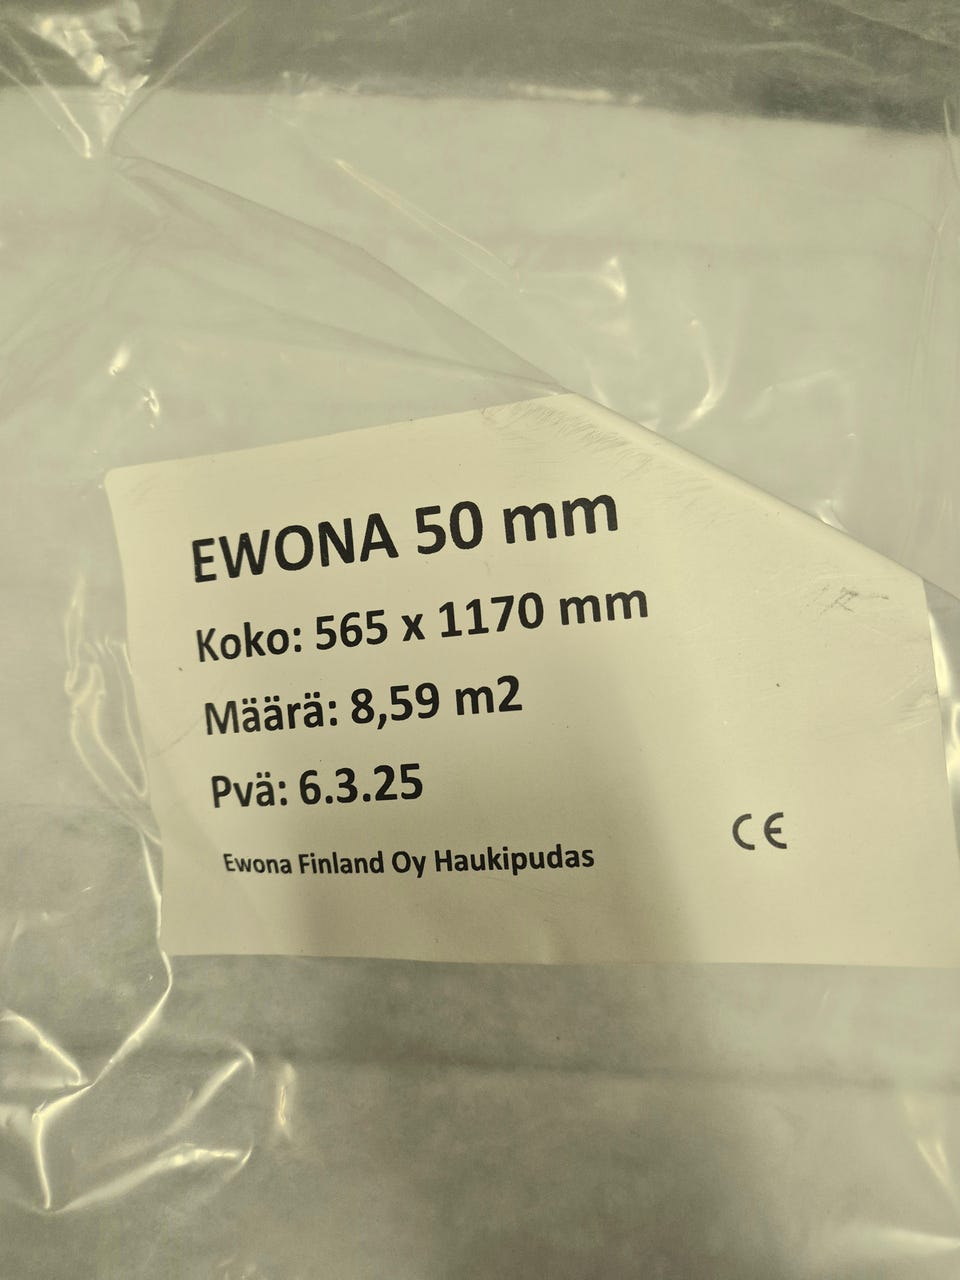 EWONA 50 mm
Koko: 565 x 1170 mm
Määrä: 8,59 m2
Pvä: 6.3.25
Ewona Finland Oy Haukipudas
CE